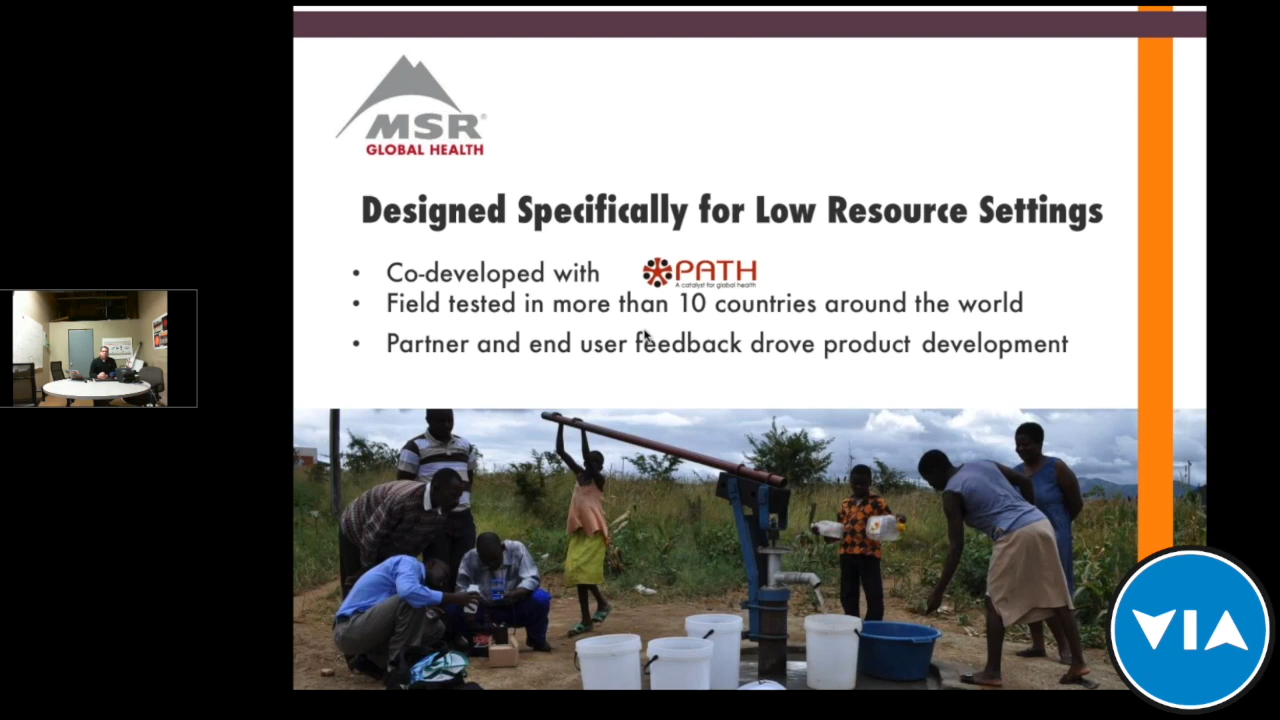 MSR®
GLOBAL HEALTH
Designed Specifically for Low Resource Settings
• Co-developed with PATH
A catalyst for global health
• Field tested in more than 10 countries around the world
• Partner and end user feedback drove product development
VIA